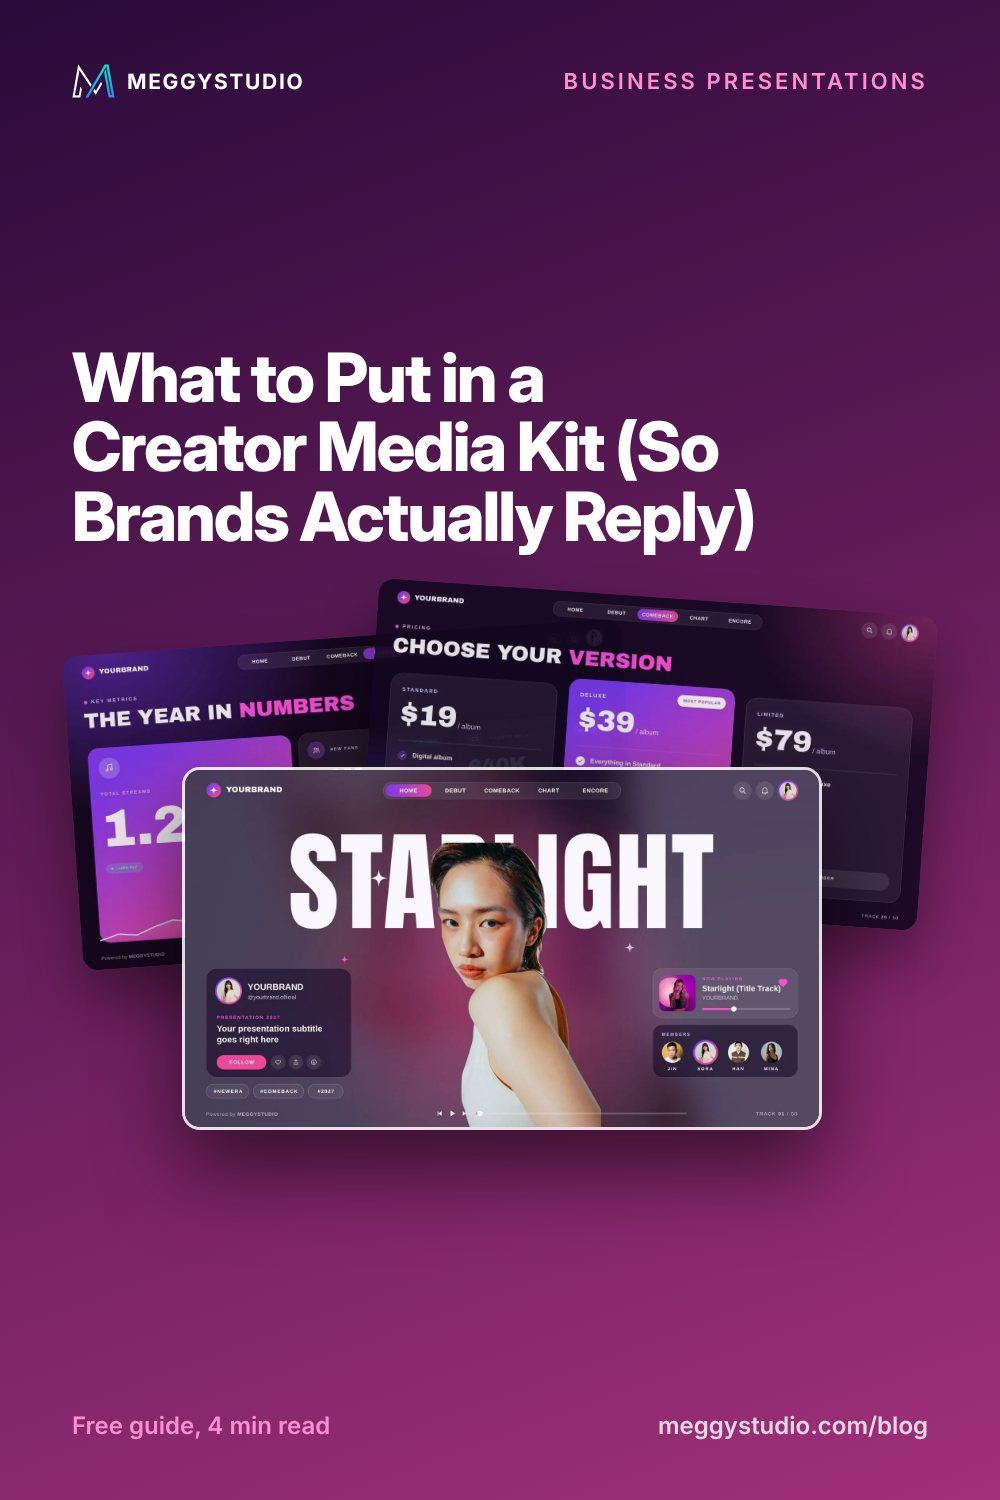 MEGGYSTUDIO
BUSINESS PRESENTATIONS
What to Put in a
Creator Media Kit (So
Brands Actually Reply)
YOURBRAND
HOME
DEBUT
COMEBACK
KEY METRICS
THE YEAR IN NUMBERS
TOTAL STREAMS
1.2
NEW FANS
Powered by MEGGYSTUDIO
YOURBRAND
HOME
DEBUT
COMEBACK
CHART
ENCORE
PRICING
CHOOSE YOUR VERSION
STANDARD
$19 / album
Digital album
DELUXE
MOST POPULAR
$39 / album
Everything in Standard
LIMITED
$79 / album
TRACK 20 / 50
YOURBRAND
HOME
DEBUT
COMEBACK
CHART
ENCORE
STARLIGHT
YOURBRAND
@yourbrand.official
PRESENTATION 2027
Your presentation subtitle
goes right here
FOLLOW
#NEWERA
#COMEBACK
#2027
NOW PLAYING
Starlight (Title Track)
YOURBRAND
MEMBERS
JIN
SORA
HAN
MINA
Powered by MEGGYSTUDIO
TRACK 01 / 50
Free guide, 4 min read
meggystudio.com/blog